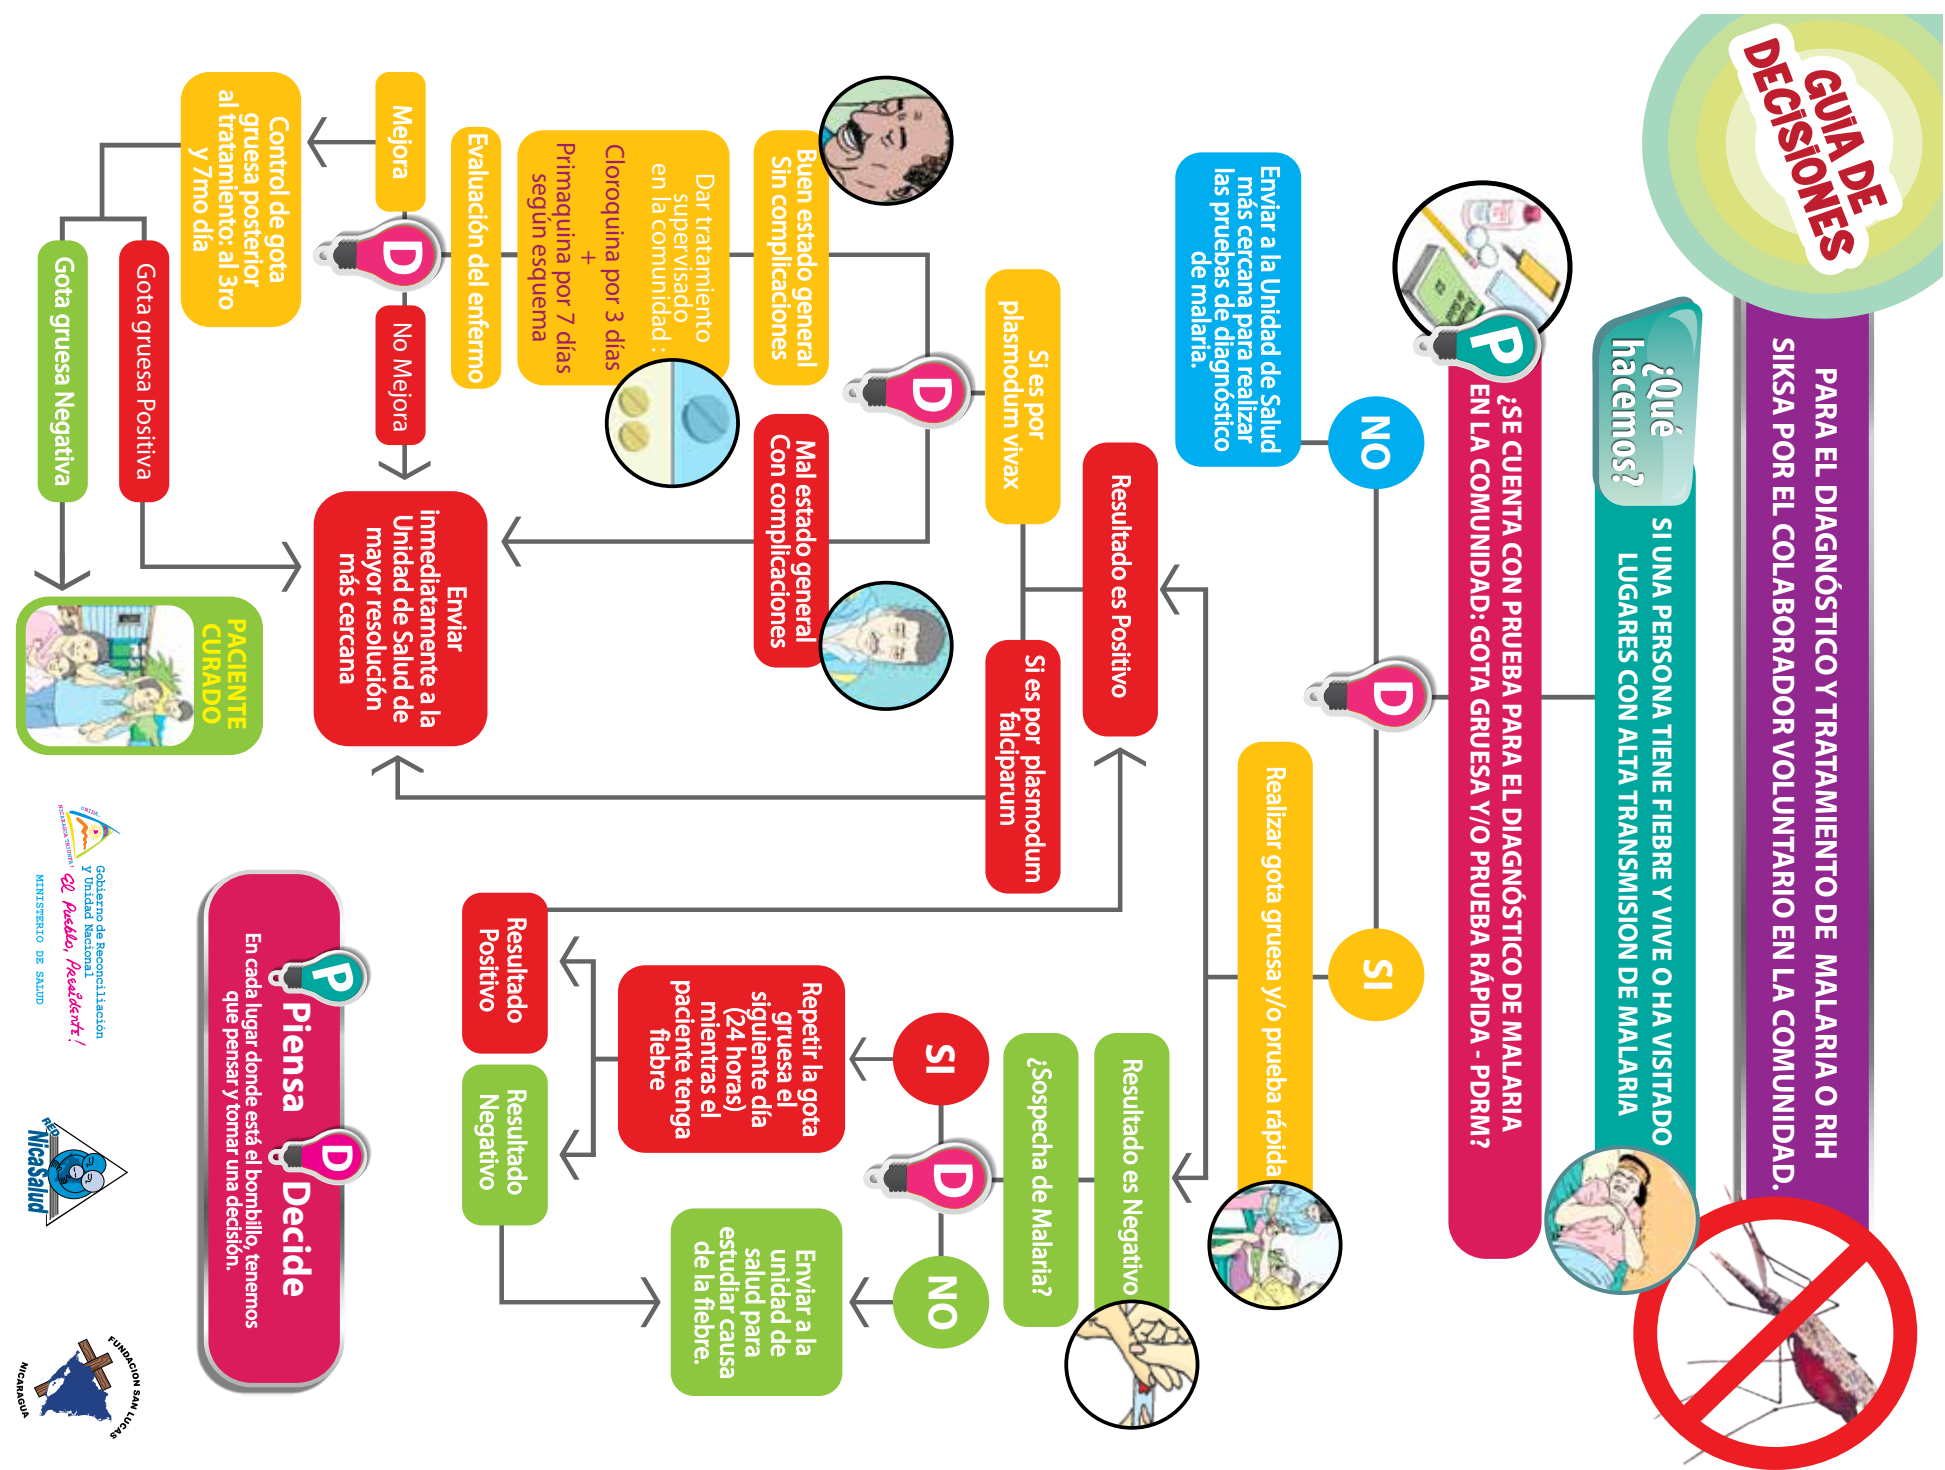 GUIA DE
DECISIONES
PARA EL DIAGNÓSTICO Y TRATAMIENTO DE MALARIA O RIH
SIKSA POR EL COLABORADOR VOLUNTARIO EN LA COMUNIDAD.
¿Qué
hacemos?
SI UNA PERSONA TIENE FIEBRE Y VIVE O HA VISITADO
LUGARES CON ALTA TRANSMISION DE MALARIA
P
¿SE CUENTA CON PRUEBA PARA EL DIAGNÓSTICO DE MALARIA
EN LA COMUNIDAD: GOTA GRUESA Y/O PRUEBA RÁPIDA - PDRM?
D
NO
SI
Enviar a la Unidad de Salud
más cercana para realizar
las pruebas de diagnóstico
de malaria.
Realizar gota gruesa y/o prueba rápida
Resultado es Positivo
Resultado es Negativo
Si es por
plasmodum vivax
Si es por plasmodum
falciparum
¿Sospecha de Malaria?
D
D
SI
NO
Buen estado general
Sin complicaciones
Mal estado general
Con complicaciones
Repetir la gota
gruesa el
siguiente día
(24 horas)
mientras el
paciente tenga
fiebre
Enviar a la
unidad de
salud para
estudiar causa
de la fiebre.
Dar tratamiento
supervisado
en la comunidad :
Cloroquina por 3 días
+
Primaquina por 7 días
según esquema
Resultado
Positivo
Resultado
Negativo
Evaluación del enfermo
D
Mejora
No Mejora
Enviar
inmediatamente a la
Unidad de Salud de
mayor resolución
más cercana
Control de gota
gruesa posterior
al tratamiento: al 3ro
y 7mo día
Gota gruesa Positiva
Gota gruesa Negativa
PACIENTE
CURADO
P Piensa D Decide
En cada lugar donde está el bombillo, tenemos
que pensar y tomar una decisión.
UNIDA,
NICARAGUA TRIUNFA!
Gobierno de Reconciliación
y Unidad Nacional
El Pueblo, Presidente!
MINISTERIO DE SALUD
RED
NicaSalud
FUNDACION SAN LUCAS
NICARAGUA